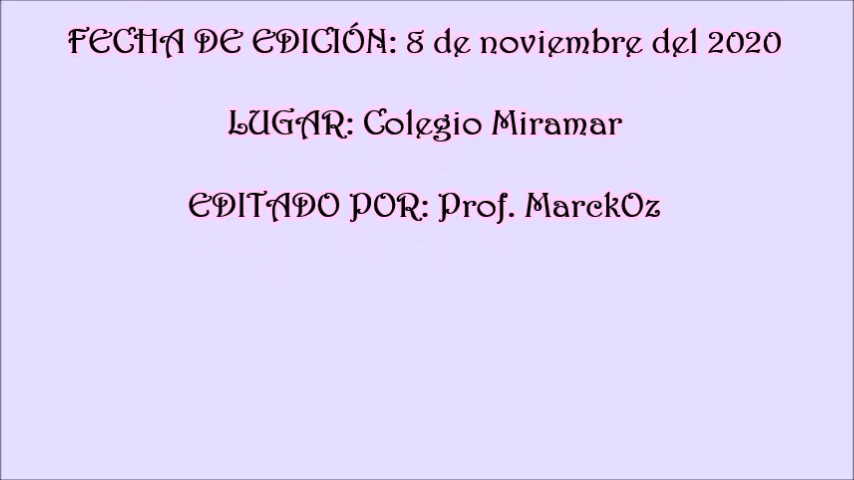 FECHA DE EDICIÓN: 8 de noviembre del 2020
LUGAR: Colegio Miramar
EDITADO POR: Prof. MarckOz